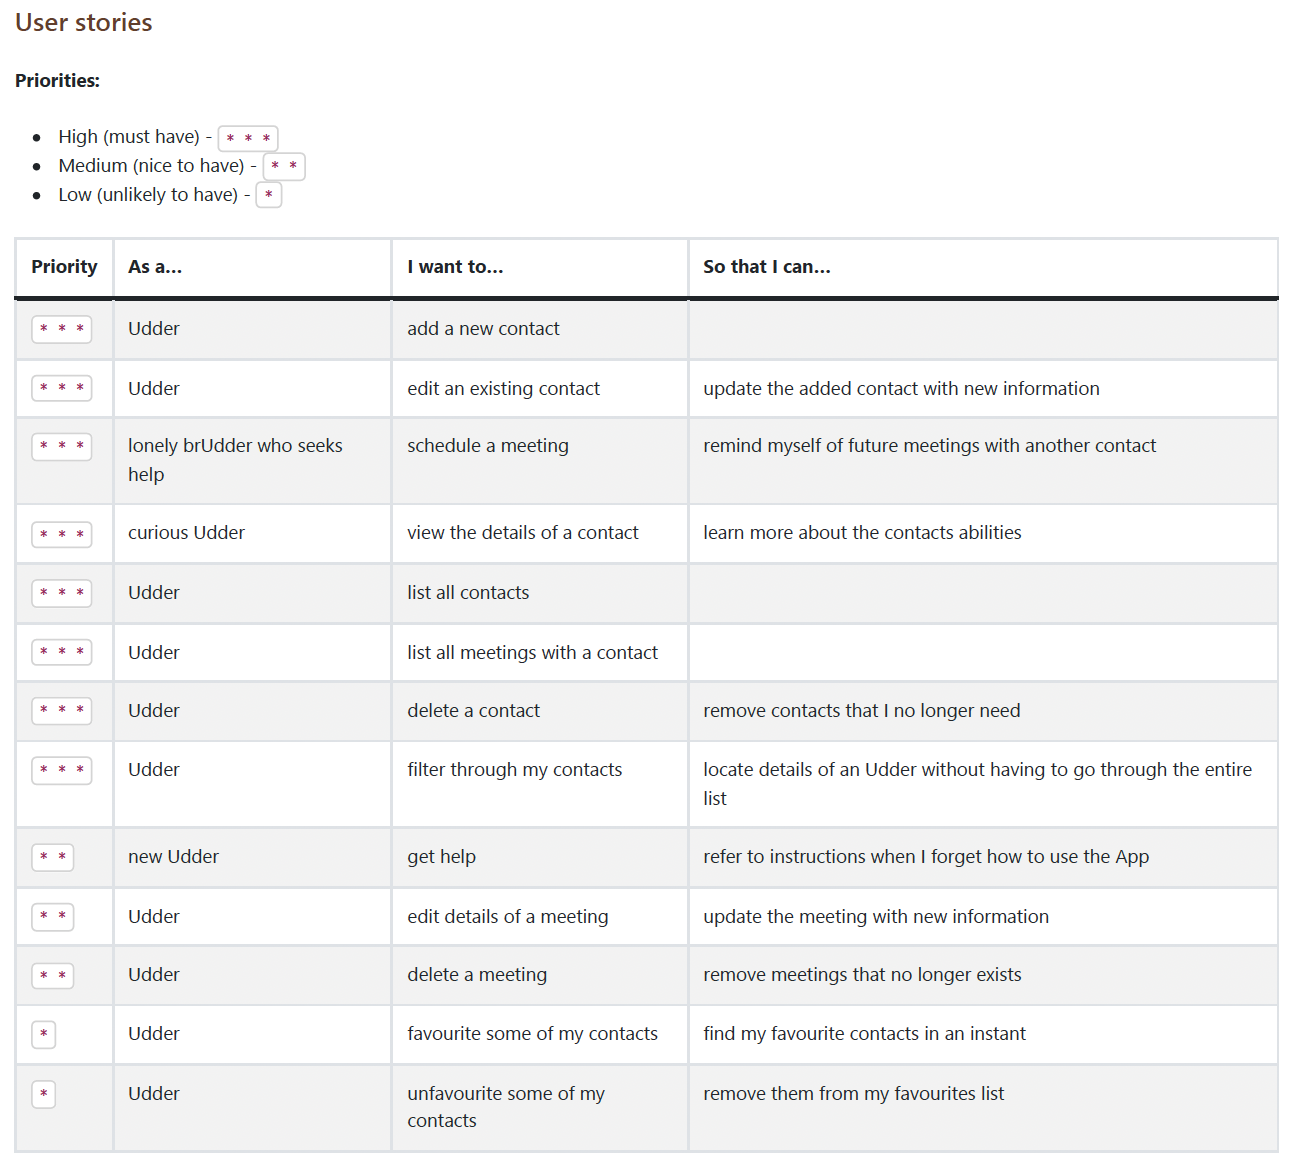 User stories
Priorities:
● High (must have) - * * *
● Medium (nice to have) - * *
● Low (unlikely to have) - *
Priority As a... I want to... So that I can...
* * * Udder add a new contact
* * * Udder edit an existing contact update the added contact with new information
* * * lonely brUdder who seeks schedule a meeting remind myself of future meetings with another contact
help
* * * curious Udder view the details of a contact learn more about the contacts abilities
* * * Udder list all contacts
* * * Udder list all meetings with a contact
* * * Udder delete a contact remove contacts that I no longer need
* * * Udder filter through my contacts locate details of an Udder without having to go through the entire
list
* * new Udder get help refer to instructions when I forget how to use the App
* * Udder edit details of a meeting update the meeting with new information
* * Udder delete a meeting remove meetings that no longer exists
* Udder favourite some of my contacts find my favourite contacts in an instant
* Udder unfavourite some of my remove them from my favourites list
contacts